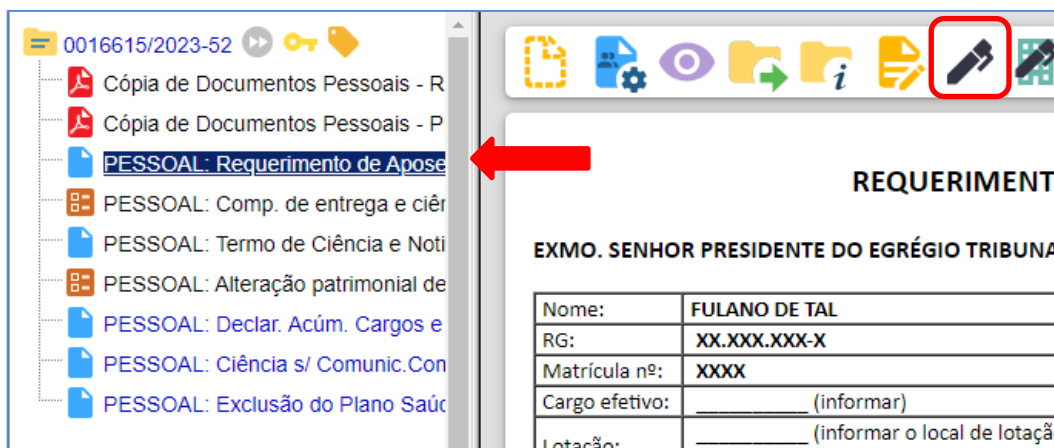 0016615/2023-52
Cópia de Documentos Pessoais - R
Cópia de Documentos Pessoais - P
PESSOAL: Requerimento de Apose
PESSOAL: Comp. de entrega e ciêr
PESSOAL: Termo de Ciência e Noti
PESSOAL: Alteração patrimonial de
PESSOAL: Declar. Acúm. Cargos e
PESSOAL: Ciência s/ Comunic.Con
PESSOAL: Exclusão do Plano Saúc
REQUERIMENT
EXMO. SENHOR PRESIDENTE DO EGRÉGIO TRIBUNA
Nome: FULANO DE TAL
RG: XX.XXX.XXX-X
Matrícula nº: XXXX
Cargo efetivo: __________ (informar)
Lotação: __________ (informar o local de lotaçã